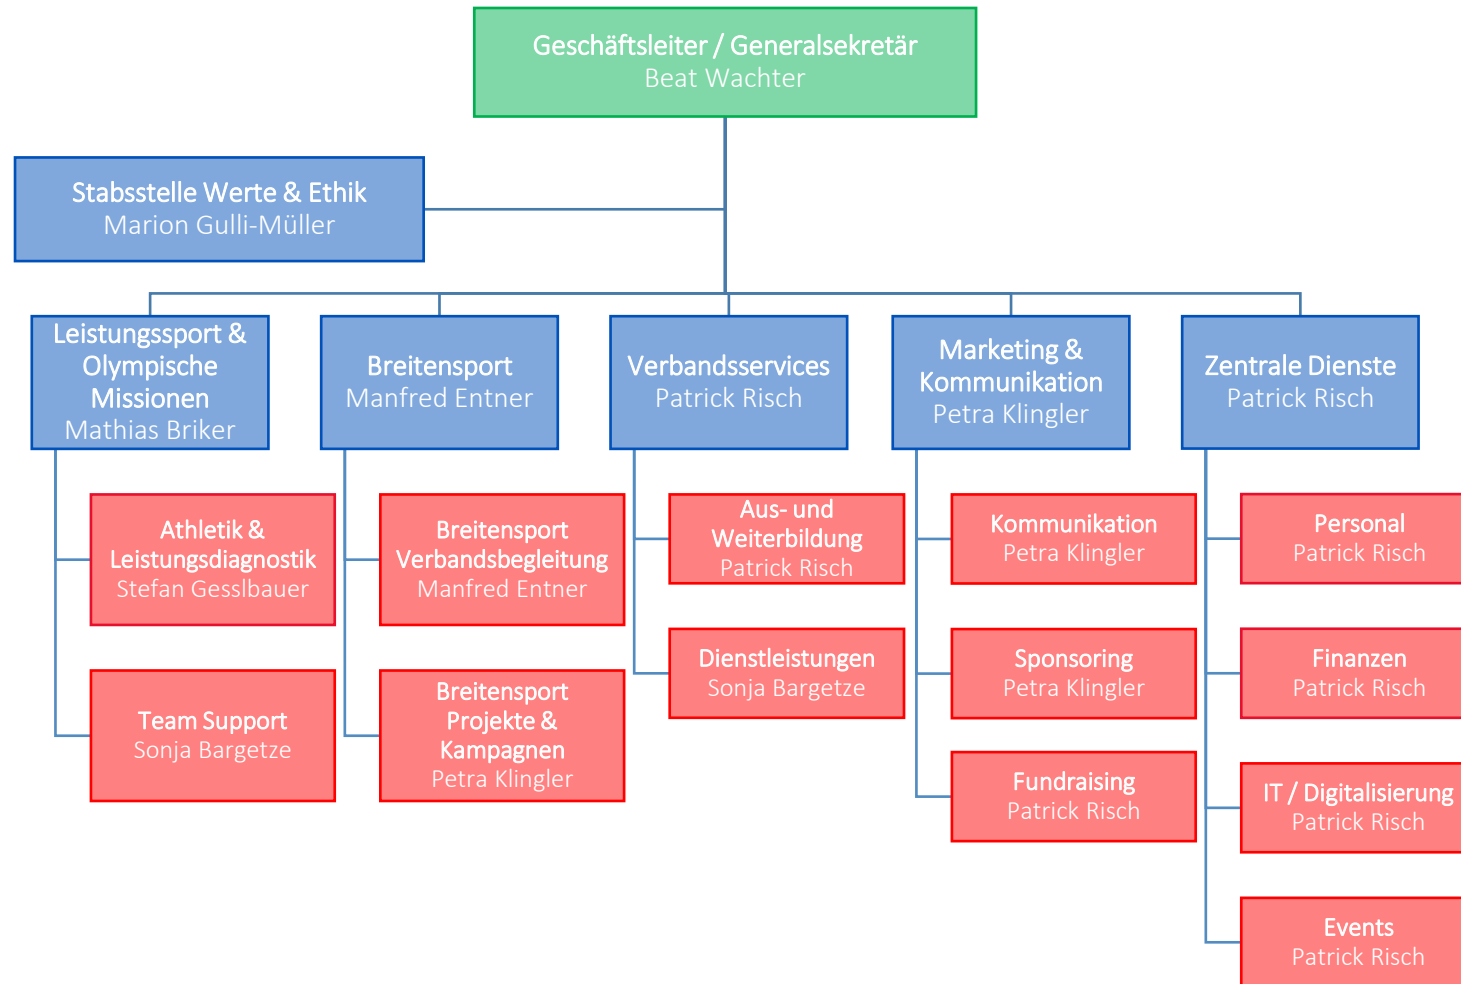 Geschäftsleiter / Generalsekretär
Beat Wachter
Stabsstelle Werte & Ethik
Marion Gulli-Müller
Leistungssport &
Olympische
Missionen
Mathias Briker
Breitensport
Manfred Entner
Verbandsservices
Patrick Risch
Marketing &
Kommunikation
Petra Klingler
Zentrale Dienste
Patrick Risch
Athletik &
Leistungsdiagnostik
Stefan Gesslbauer
Team Support
Sonja Bargetze
Breitensport
Verbandsbegleitung
Manfred Entner
Breitensport
Projekte &
Kampagnen
Petra Klingler
Aus- und
Weiterbildung
Patrick Risch
Dienstleistungen
Sonja Bargetze
Kommunikation
Petra Klingler
Sponsoring
Petra Klingler
Fundraising
Patrick Risch
Personal
Patrick Risch
Finanzen
Patrick Risch
IT / Digitalisierung
Patrick Risch
Events
Patrick Risch